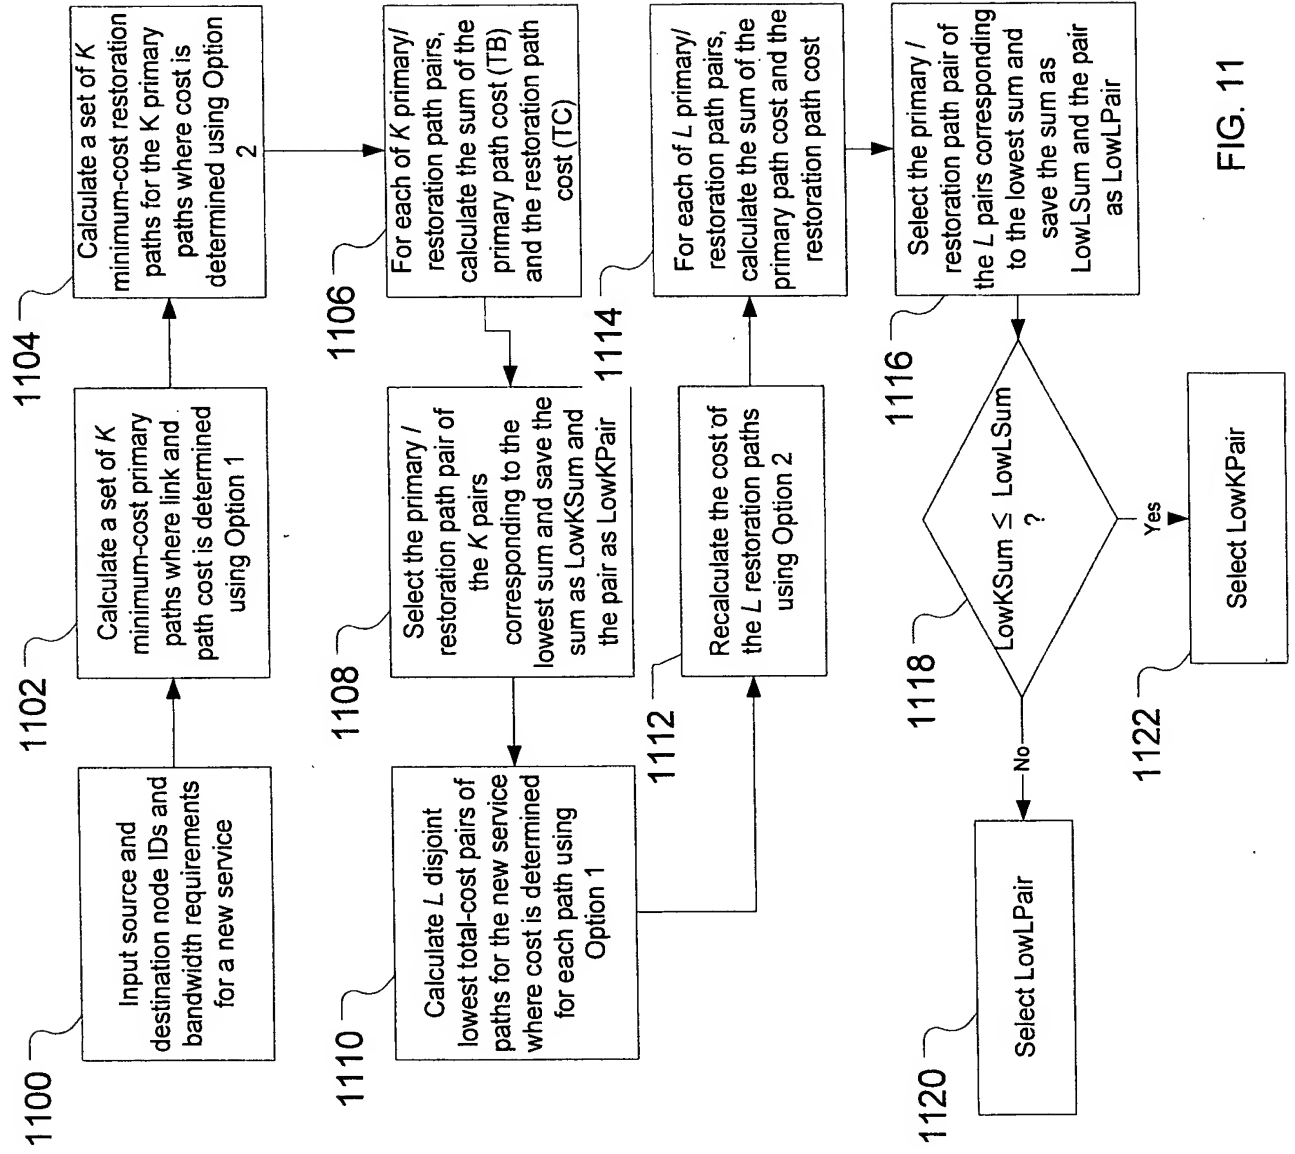 1100
Input source and
destination node IDs and
bandwidth requirements
for a new service
1102
Calculate a set of K
minimum-cost primary
paths where link and
path cost is determined
using Option 1
1104
Calculate a set of K
minimum-cost restoration
paths for the K primary
paths where cost is
determined using Option
2
1106
For each of K primary/
restoration path pairs,
calculate the sum of the
primary path cost (TB)
and the restoration path
cost (TC)
1108
Select the primary /
restoration path pair of
the K pairs
corresponding to the
lowest sum and save the
sum as LowKSum and
the pair as LowKPair
1110
Calculate L disjoint
lowest total-cost pairs of
paths for the new service
where cost is determined
for each path using
Option 1
1112
Recalculate the cost of
the L restoration paths
using Option 2
1114
For each of L primary/
restoration path pairs,
calculate the sum of the
primary path cost and the
restoration path cost
1116
Select the primary /
restoration path pair of
the L pairs corresponding
to the lowest sum and
save the sum as
LowLSum and the pair
as LowLPair
1118
LowKSum ≤ LowLSum
?
No
Yes
1120
Select LowLPair
1122
Select LowKPair
FIG. 11